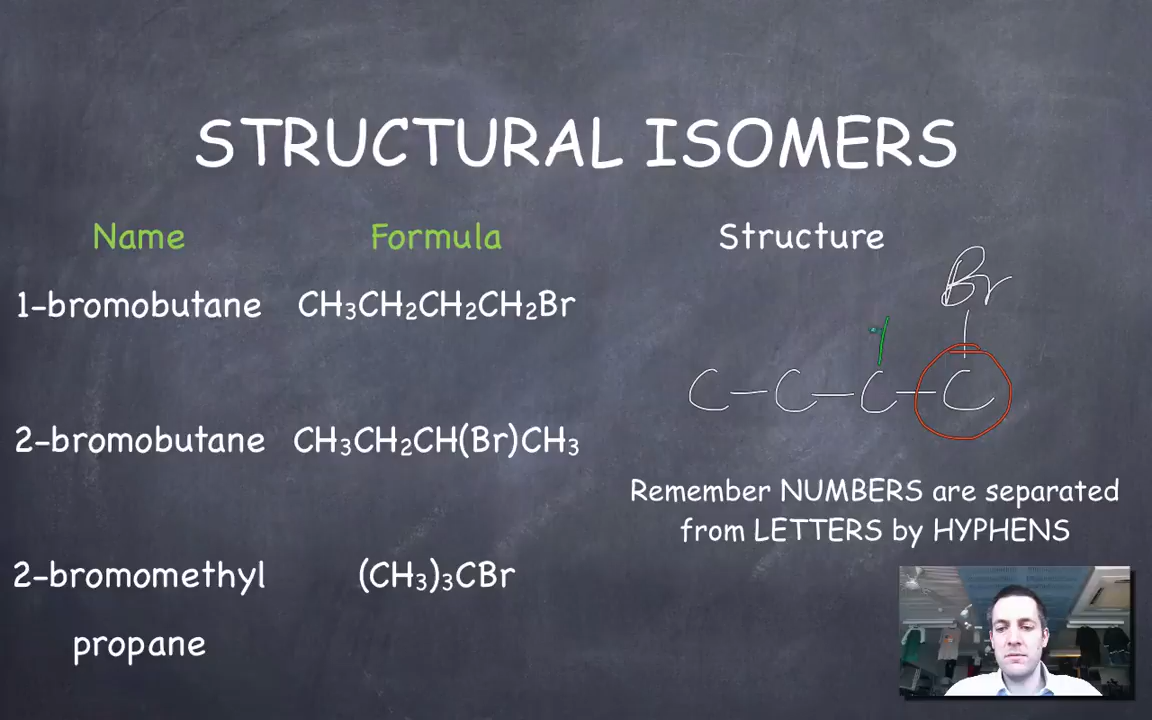 STRUCTURAL ISOMERS
Name Formula Structure
1-bromobutane CH₃CH₂CH₂CH₂Br
Br
C-C-C-C
2-bromobutane CH₃CH₂CH(Br)CH₃
Remember NUMBERS are separated
from LETTERS by HYPHENS
2-bromomethyl (CH₃)₃CBr
propane